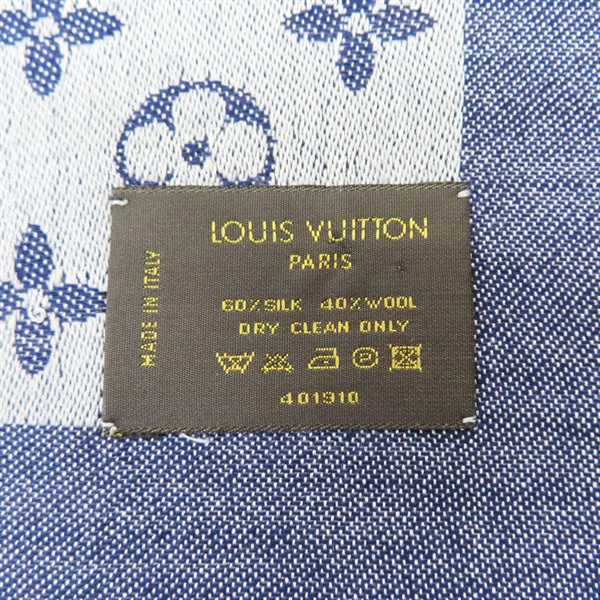 LOUIS VUITTON
PARIS
MADE IN ITALY
60% SILK 40% WOOL
DRY CLEAN ONLY
401910